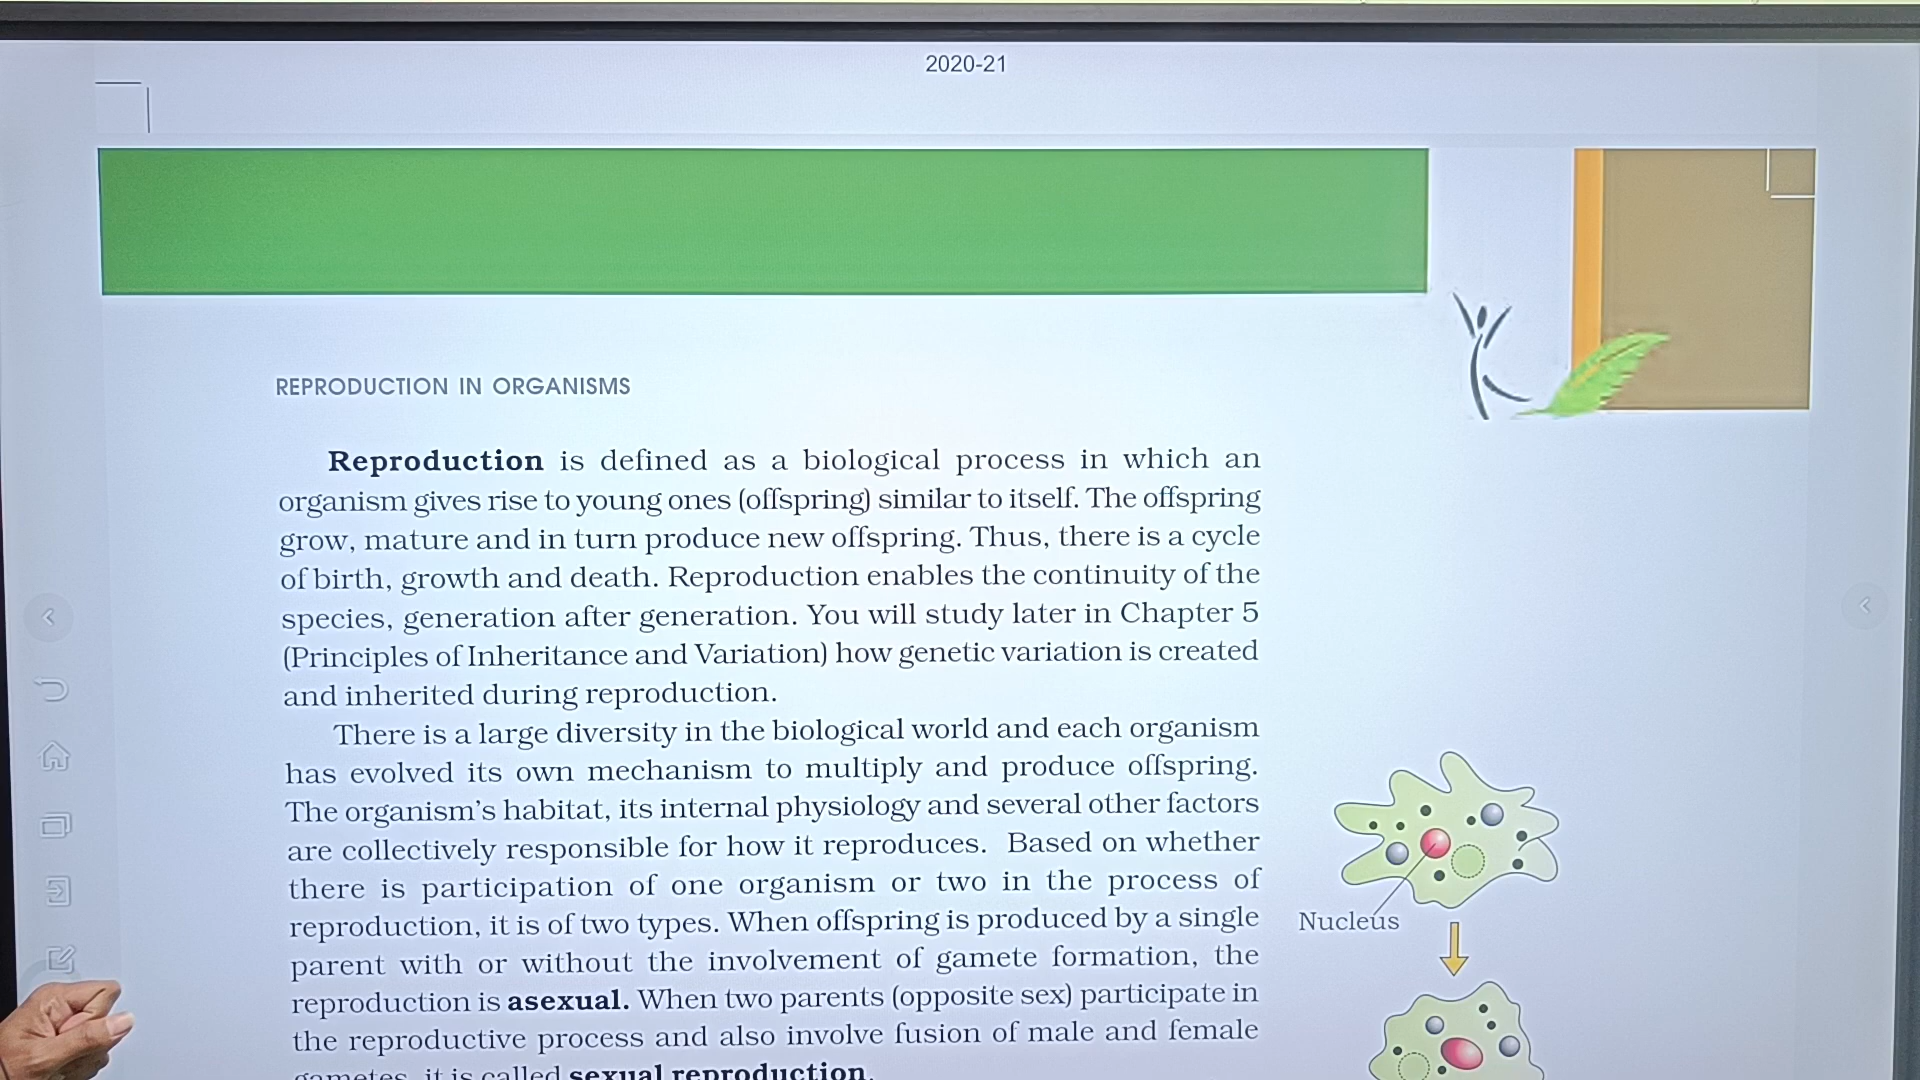 2020-21
REPRODUCTION IN ORGANISMS
Reproduction is defined as a biological process in which an
organism gives rise to young ones (offspring) similar to itself. The offspring
grow, mature and in turn produce new offspring. Thus, there is a cycle
of birth, growth and death. Reproduction enables the continuity of the
species, generation after generation. You will study later in Chapter 5
(Principles of Inheritance and Variation) how genetic variation is created
and inherited during reproduction.
There is a large diversity in the biological world and each organism
has evolved its own mechanism to multiply and produce offspring.
The organism's habitat, its internal physiology and several other factors
are collectively responsible for how it reproduces. Based on whether
there is participation of one organism or two in the process of
reproduction, it is of two types. When offspring is produced by a single
parent with or without the involvement of gamete formation, the
reproduction is asexual. When two parents (opposite sex) participate in
the reproductive process and also involve fusion of male and female
gametes, it is called sexual reproduction.
Nucleus